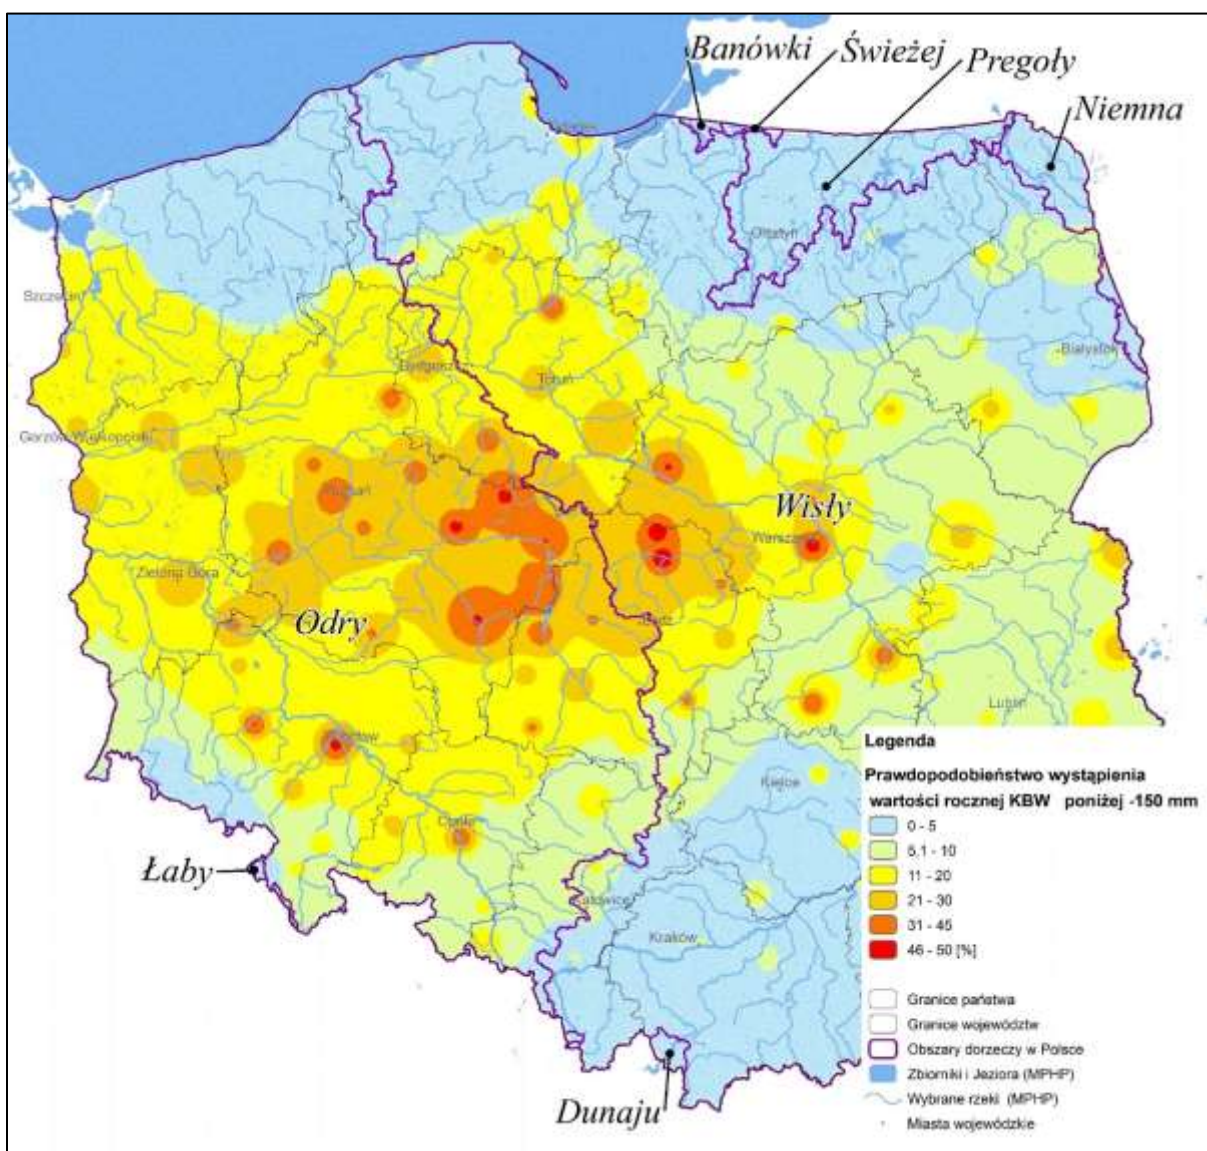 Banówki
Świeżej
Pregoły
Niemna
Olsztyn
Szczecin
Białystok
Bydgoszcz
Toruń
Gorzów Wielkopolski
Poznań
Wisły
Warszawa
Zielona Góra
Odry
Łódź
Lublin
Legenda
Kielce
Prawdopodobieństwo wystąpienia
wartości rocznej KBW poniżej -150 mm
0 - 5
5,1 - 10
11 - 20
21 - 30
31 - 45
46 - 50 [%]
Opole
Łaby
Katowice
Kraków
Granice państwa
Granice województw
Obszary dorzeczy w Polsce
Zbiorniki i Jeziora (MPHP)
Wybrane rzeki (MPHP)
Miasta wojewódzkie
Dunaju